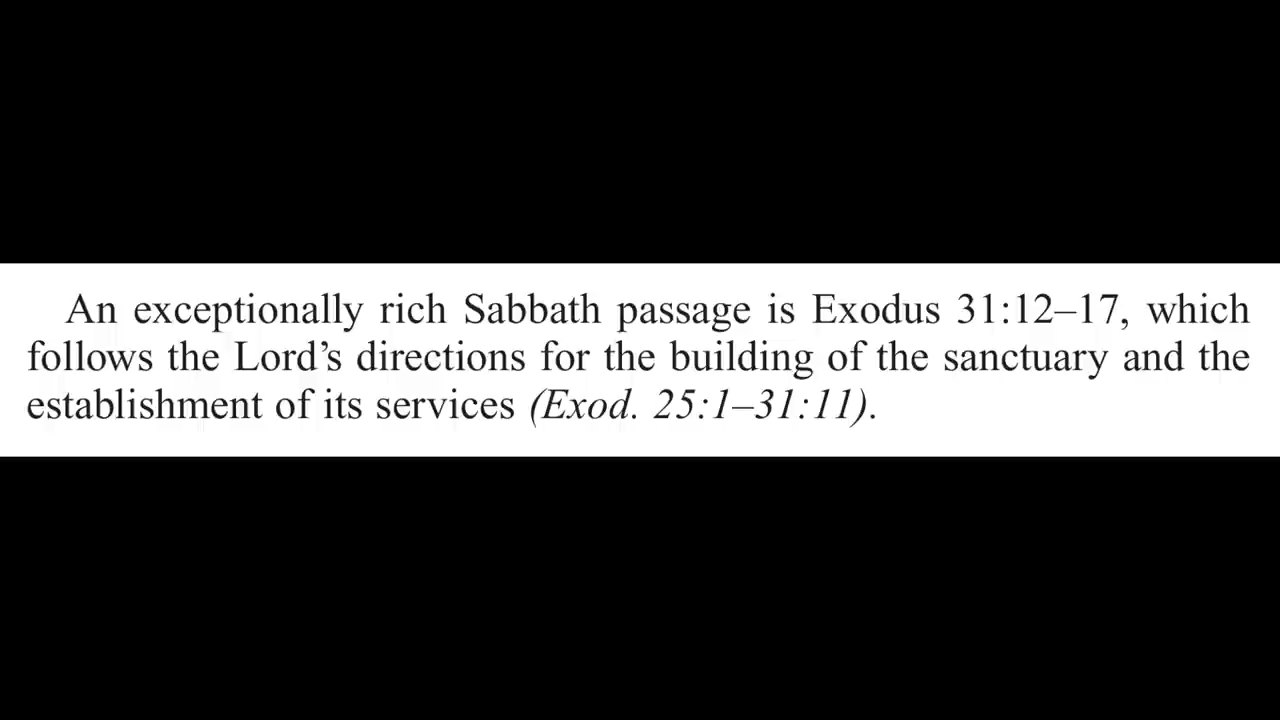 An exceptionally rich Sabbath passage is Exodus 31:12–17, which
follows the Lord’s directions for the building of the sanctuary and the
establishment of its services (Exod. 25:1–31:11).